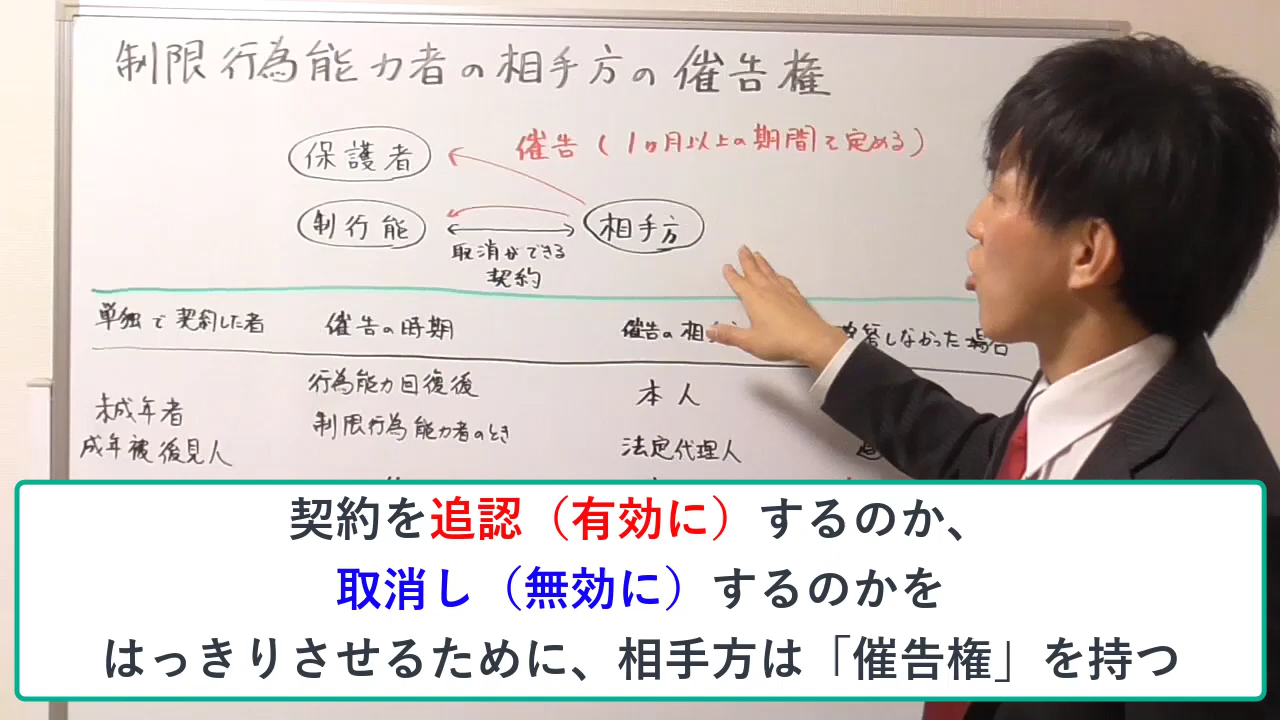 制限行為能力者の相手方の催告権
保護者
催告(1ヵ月以上の期間で定める)
制行能
相手方
取消ができる
契約
単独で契約した者
催告の時期
催告の相
答しなかった場合
行為能力回復後
本人
未成年者
制限行為能力者のとき
成年被後見人
法定代理人
契約を追認(有効に)するのか、
取消し(無効に)するのかを
はっきりさせるために、相手方は「催告権」を持つ